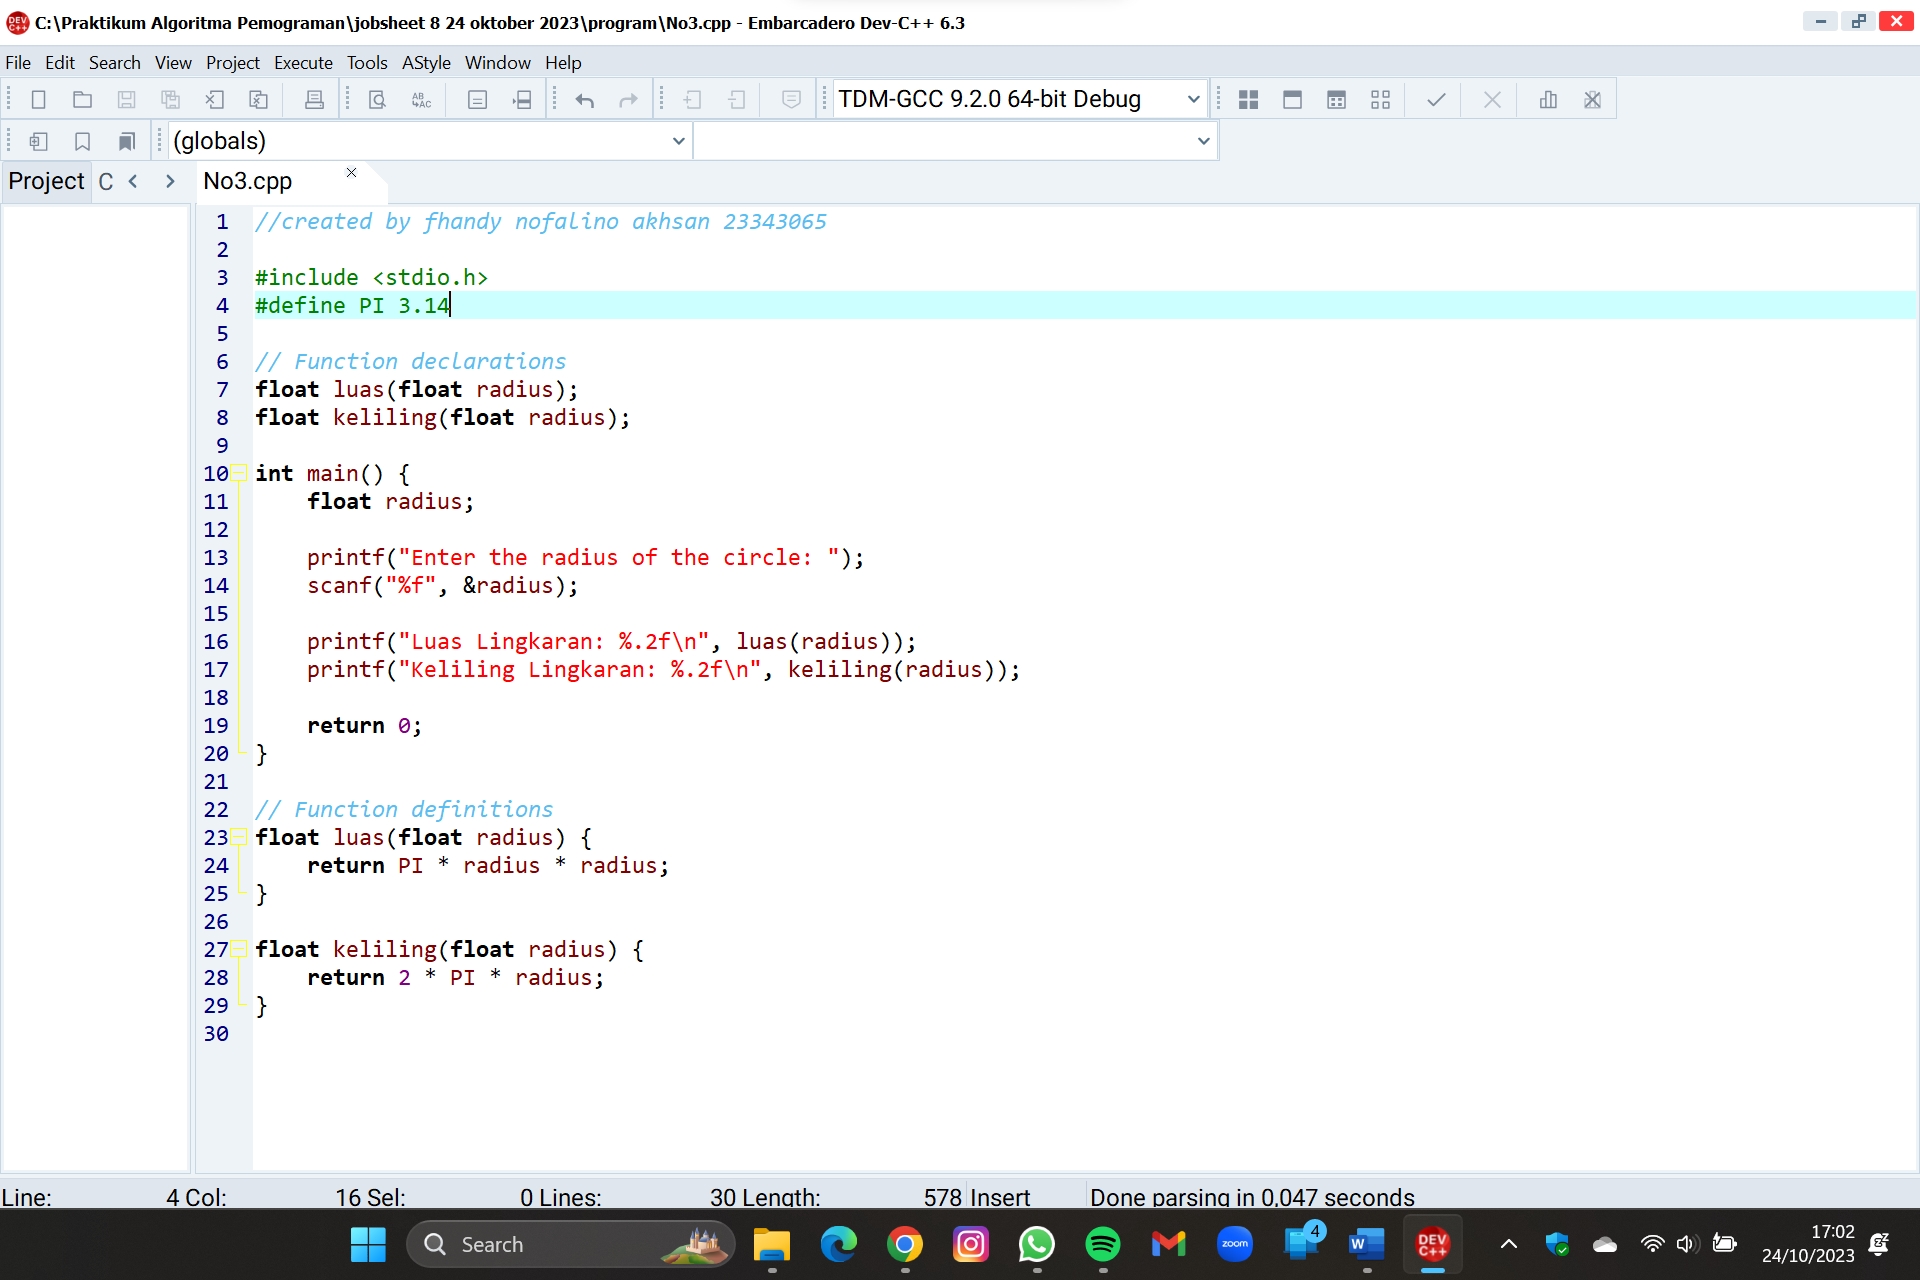 C:\Praktikum Algoritma Pemograman\jobsheet 8 24 oktober 2023\program\No3.cpp - Embarcadero Dev-C++ 6.3
File Edit Search View Project Execute Tools AStyle Window Help
TDM-GCC 9.2.0 64-bit Debug
(globals)
Project C No3.cpp
1 //created by fhandy nofalino akhsan 23343065
2
3 #include <stdio.h>
4 #define PI 3.14
5
6 // Function declarations
7 float luas(float radius);
8 float keliling(float radius);
9
10 int main() {
11     float radius;
12
13     printf("Enter the radius of the circle: ");
14     scanf("%f", &radius);
15
16     printf("Luas Lingkaran: %.2f\n", luas(radius));
17     printf("Keliling Lingkaran: %.2f\n", keliling(radius));
18
19     return 0;
20 }
21
22 // Function definitions
23 float luas(float radius) {
24     return PI * radius * radius;
25 }
26
27 float keliling(float radius) {
28     return 2 * PI * radius;
29 }
30
Line: 4 Col: 16 Sel: 0 Lines: 30 Length: 578 Insert Done parsing in 0,047 seconds
Search
zoom
4
W
DEV C++
17:02
24/10/2023